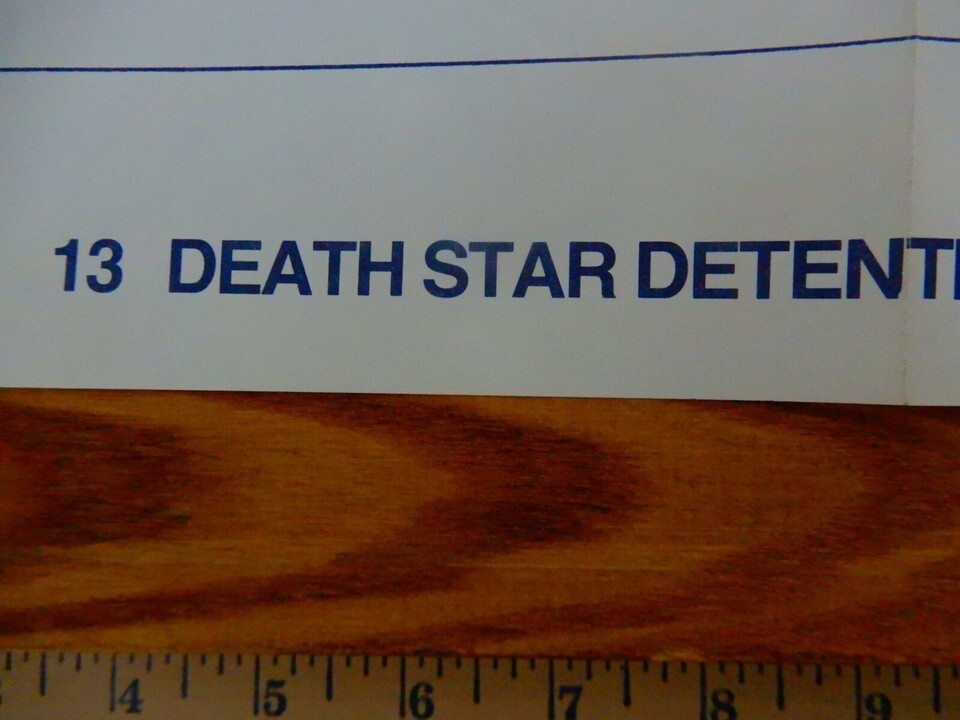 13 DEATH STAR DETENT
4 5 6 7 8 9